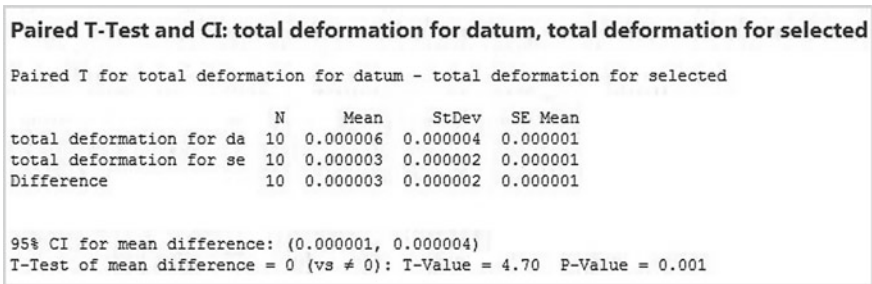 Paired T-Test and CI: total deformation for datum, total deformation for selected
Paired T for total deformation for datum - total deformation for selected
N Mean StDev SE Mean
total deformation for da 10 0.000006 0.000004 0.000001
total deformation for se 10 0.000003 0.000002 0.000001
Difference 10 0.000003 0.000002 0.000001
95% CI for mean difference: (0.000001, 0.000004)
T-Test of mean difference = 0 (vs ≠ 0): T-Value = 4.70 P-Value = 0.001